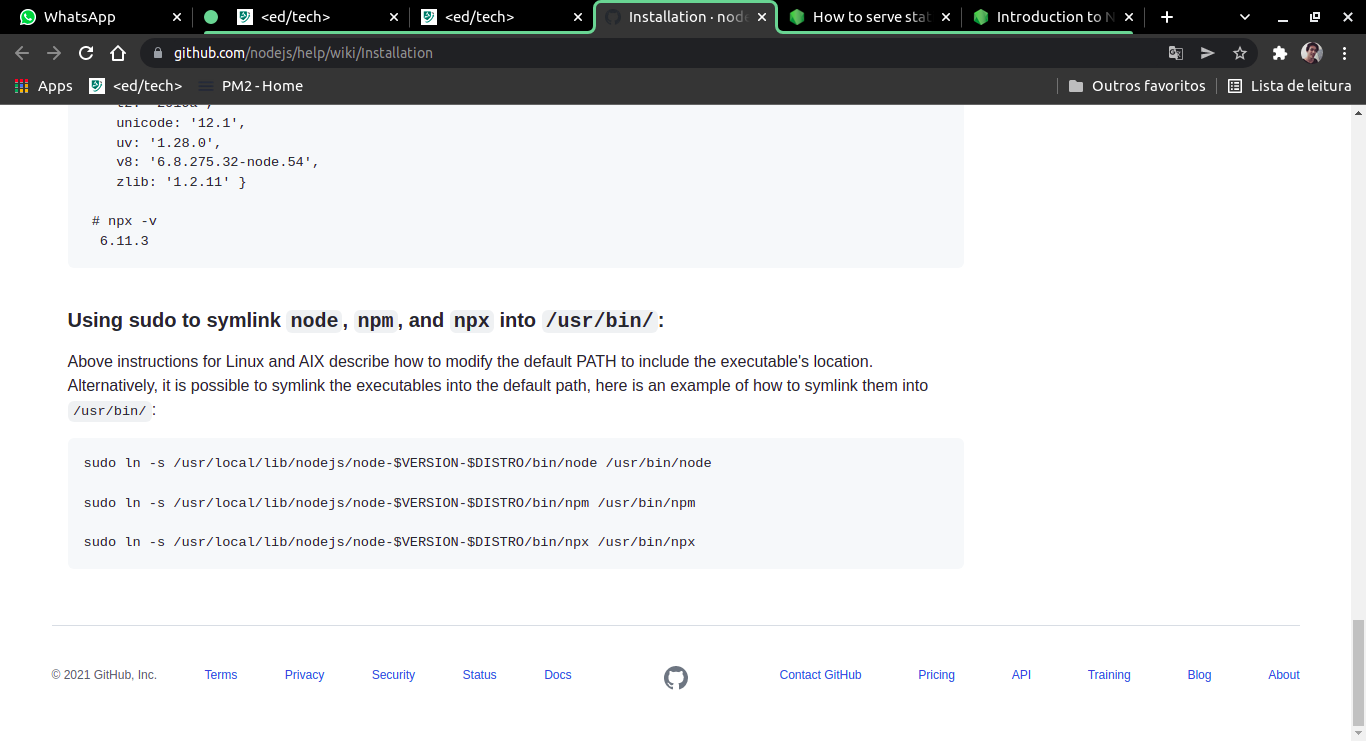 WhatsApp
<ed/tech>
<ed/tech>
Installation · node
How to serve stat
Introduction to N
github.com/nodejs/help/wiki/Installation
Apps
<ed/tech>
PM2 - Home
Outros favoritos
Lista de leitura
unicode: '12.1',
uv: '1.28.0',
v8: '6.8.275.32-node.54',
zlib: '1.2.11' }
# npx -v
6.11.3
Using sudo to symlink node, npm, and npx into /usr/bin/:
Above instructions for Linux and AIX describe how to modify the default PATH to include the executable's location.
Alternatively, it is possible to symlink the executables into the default path, here is an example of how to symlink them into
/usr/bin/:
sudo ln -s /usr/local/lib/nodejs/node-$VERSION-$DISTRO/bin/node /usr/bin/node
sudo ln -s /usr/local/lib/nodejs/node-$VERSION-$DISTRO/bin/npm /usr/bin/npm
sudo ln -s /usr/local/lib/nodejs/node-$VERSION-$DISTRO/bin/npx /usr/bin/npx
© 2021 GitHub, Inc.
Terms
Privacy
Security
Status
Docs
Contact GitHub
Pricing
API
Training
Blog
About